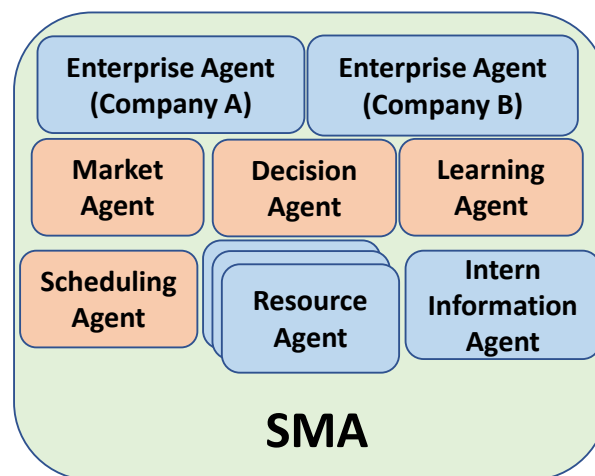 Enterprise Agent
(Company A)
Enterprise Agent
(Company B)
Market
Agent
Decision
Agent
Learning
Agent
Scheduling
Agent
Resource
Agent
Intern
Information
Agent
SMA